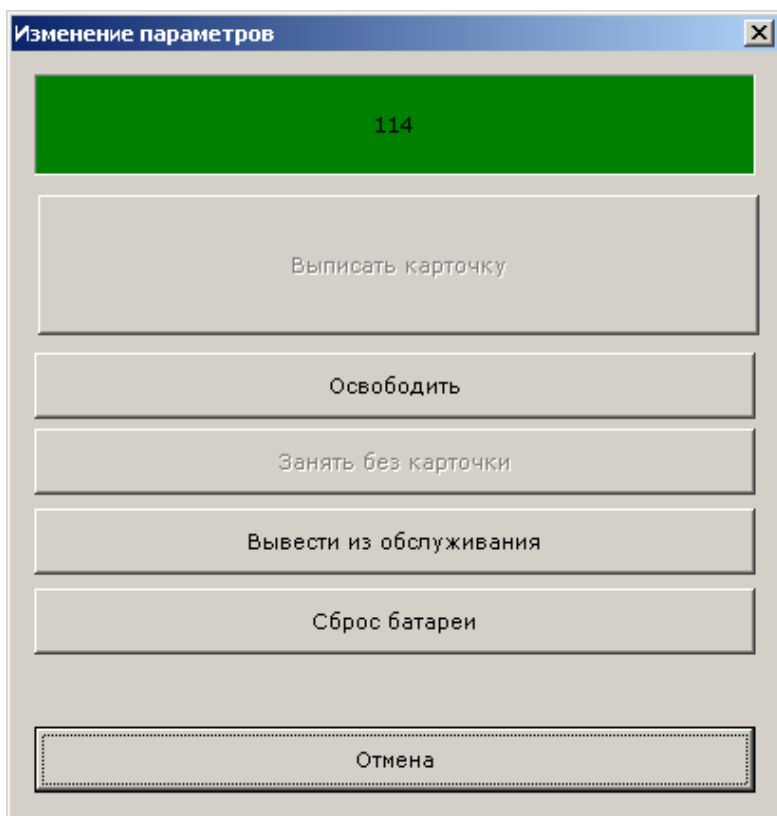 Изменение параметров
114
Выписать карточку
Освободить
Занять без карточки
Вывести из обслуживания
Сброс батареи
Отмена